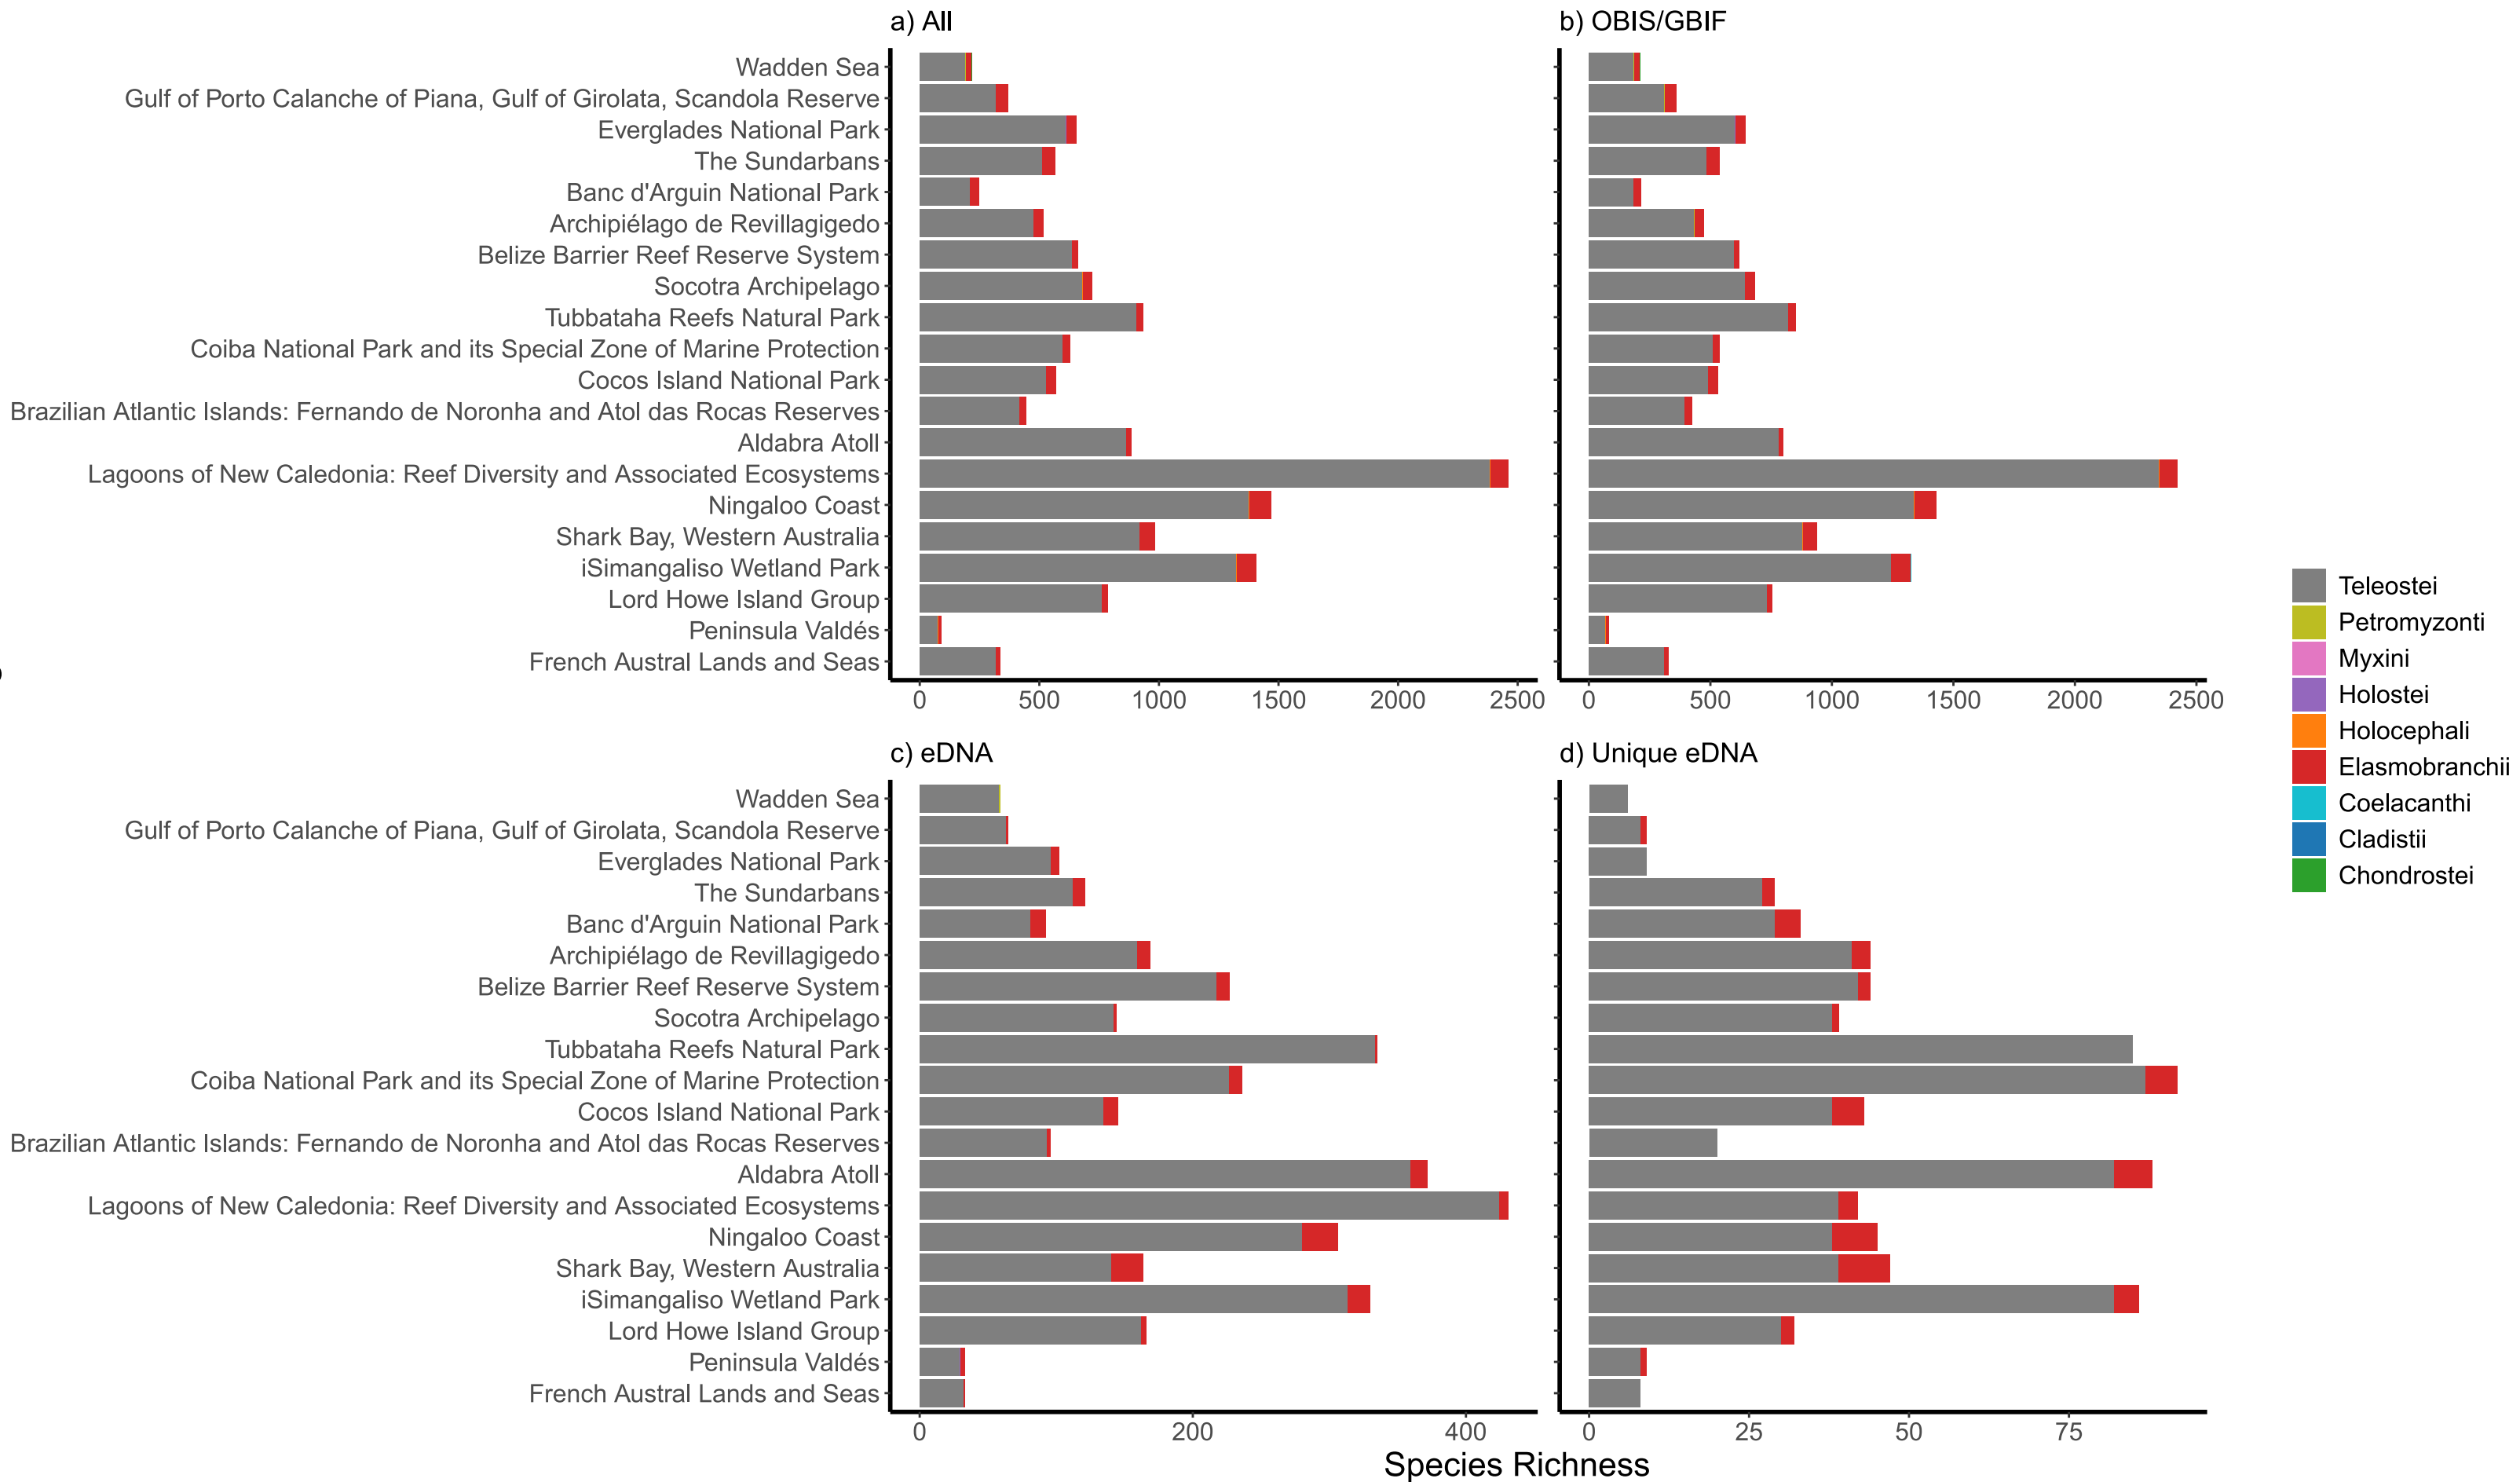 a) All
b) OBIS/GBIF
Wadden Sea
Gulf of Porto Calanche of Piana, Gulf of Girolata, Scandola Reserve
Everglades National Park
The Sundarbans
Banc d'Arguin National Park
Archipiélago de Revillagigedo
Belize Barrier Reef Reserve System
Socotra Archipelago
Tubbataha Reefs Natural Park
Coiba National Park and its Special Zone of Marine Protection
Cocos Island National Park
Brazilian Atlantic Islands: Fernando de Noronha and Atol das Rocas Reserves
Aldabra Atoll
Lagoons of New Caledonia: Reef Diversity and Associated Ecosystems
Ningaloo Coast
Shark Bay, Western Australia
iSimangaliso Wetland Park
Lord Howe Island Group
Peninsula Valdés
French Austral Lands and Seas
0 500 1000 1500 2000 2500
0 500 1000 1500 2000 2500
Teleostei
Petromyzonti
Myxini
Holostei
Holocephali
Elasmobranchii
Coelacanthi
Cladistii
Chondrostei
c) eDNA
d) Unique eDNA
Wadden Sea
Gulf of Porto Calanche of Piana, Gulf of Girolata, Scandola Reserve
Everglades National Park
The Sundarbans
Banc d'Arguin National Park
Archipiélago de Revillagigedo
Belize Barrier Reef Reserve System
Socotra Archipelago
Tubbataha Reefs Natural Park
Coiba National Park and its Special Zone of Marine Protection
Cocos Island National Park
Brazilian Atlantic Islands: Fernando de Noronha and Atol das Rocas Reserves
Aldabra Atoll
Lagoons of New Caledonia: Reef Diversity and Associated Ecosystems
Ningaloo Coast
Shark Bay, Western Australia
iSimangaliso Wetland Park
Lord Howe Island Group
Peninsula Valdés
French Austral Lands and Seas
0 200 400
0 25 50 75
Species Richness